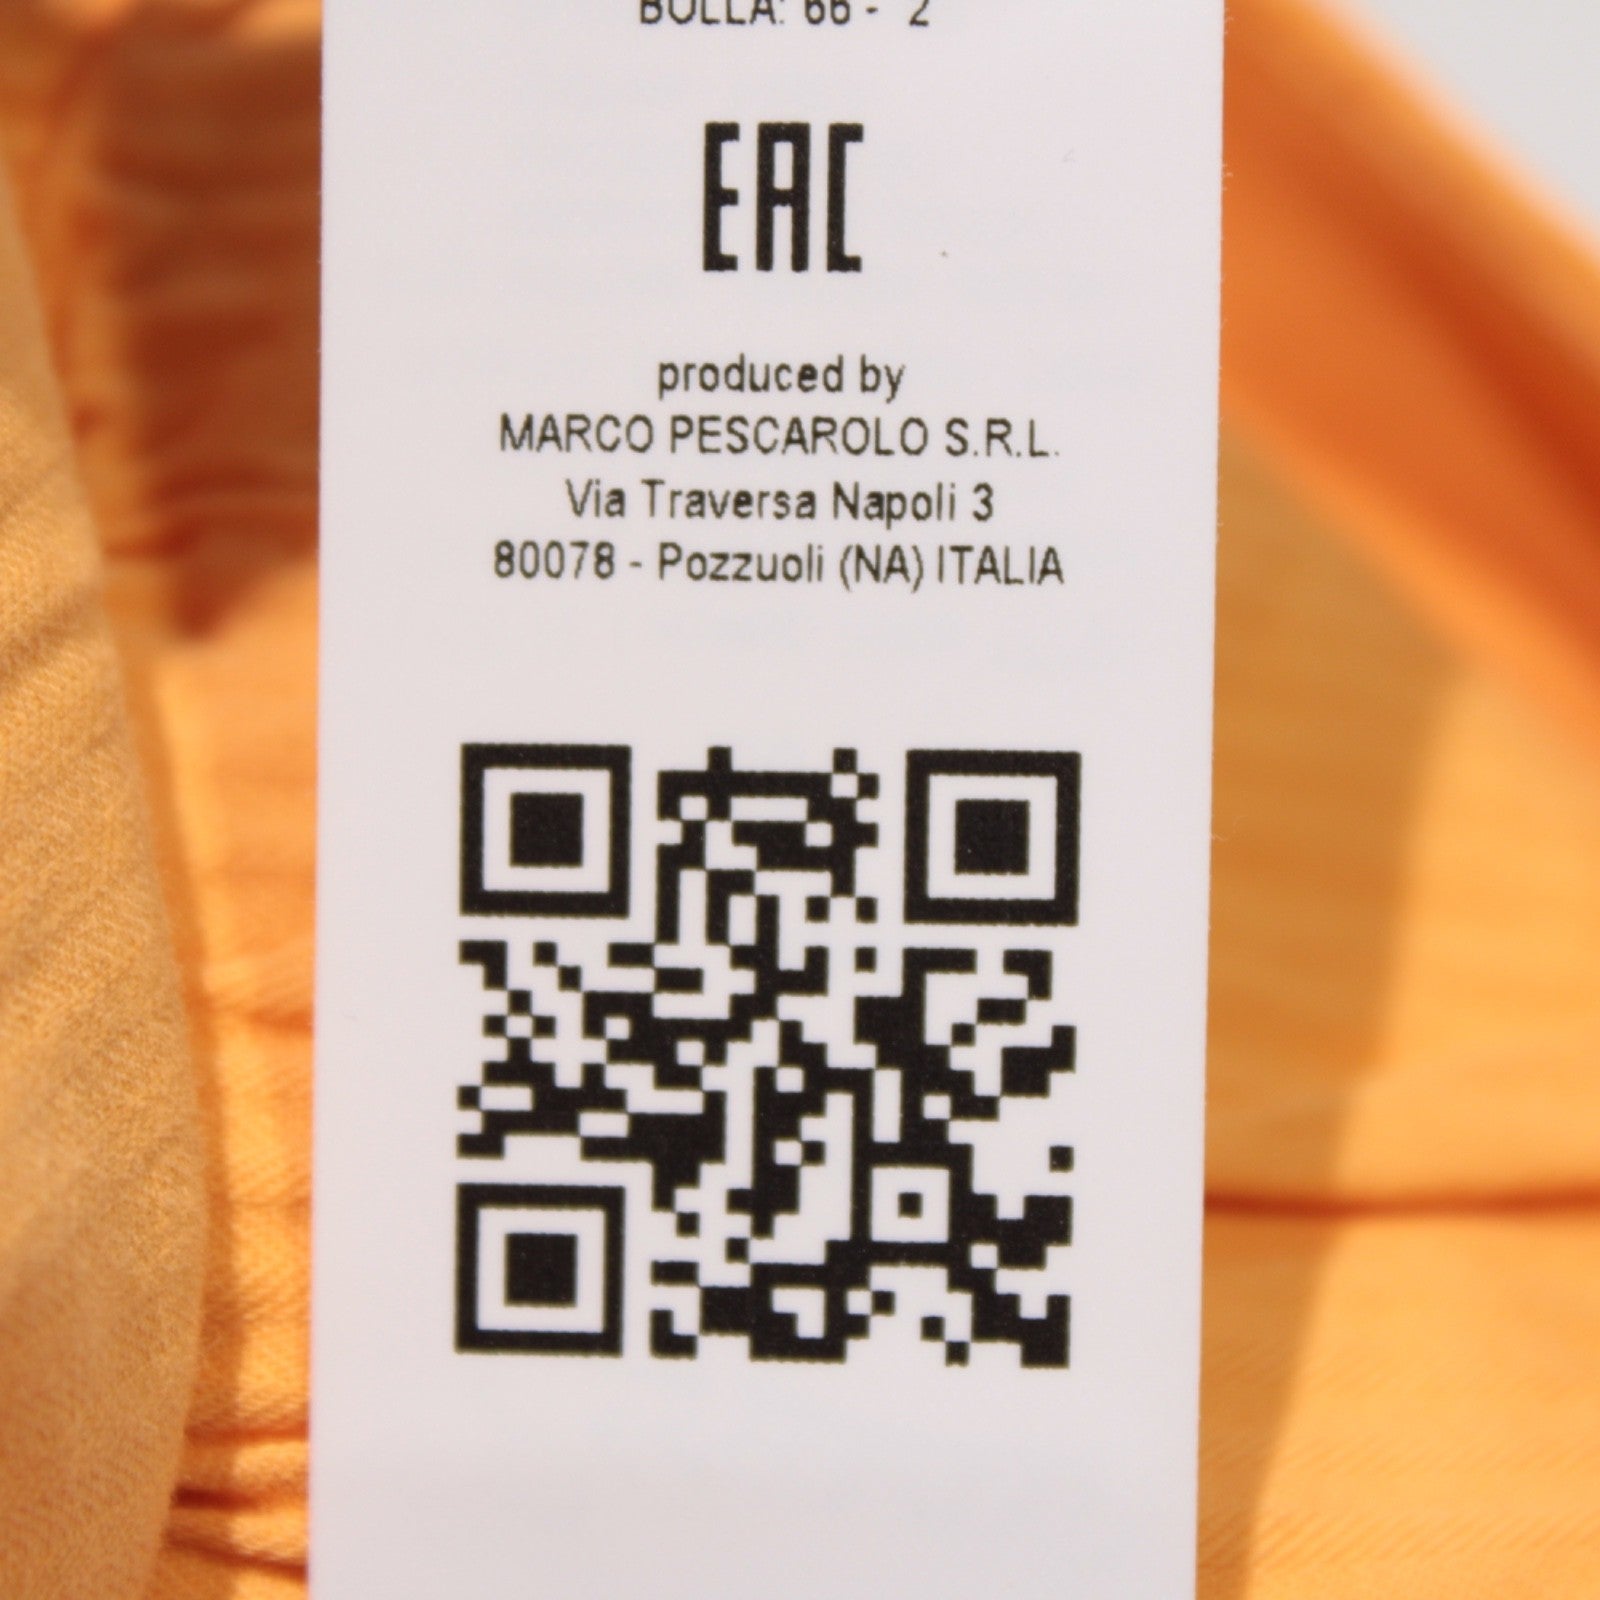 BOLLA: 66 - 2
EAC
produced by
MARCO PESCAROLO S.R.L.
Via Traversa Napoli 3
80078 - Pozzuoli (NA) ITALIA